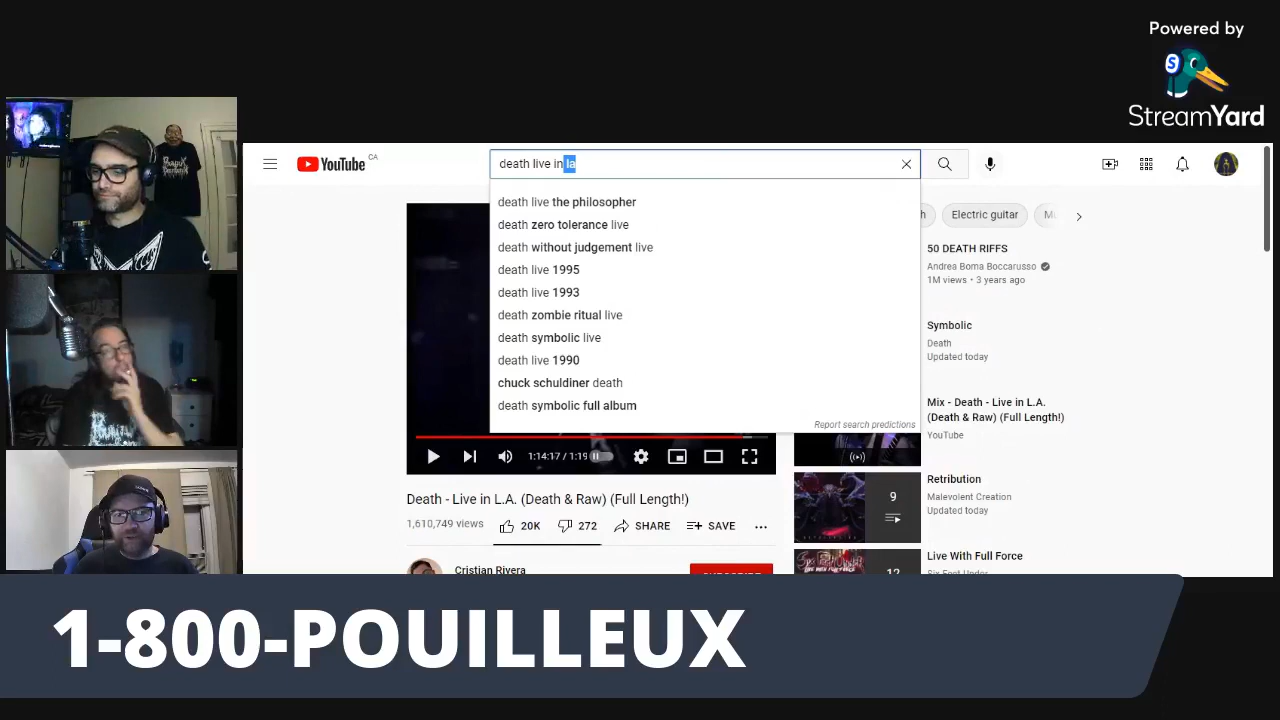 Powered by
StreamYard
YouTube CA
death live in la
death live the philosopher
death zero tolerance live
death without judgement live
death live 1995
death live 1993
death zombie ritual live
death symbolic live
death live 1990
chuck schuldiner death
death symbolic full album
Report search predictions
Electric guitar
50 DEATH RIFFS
Andrea Boma Boccarusso
1M views • 3 years ago
Symbolic
Death
Updated today
Mix - Death - Live in L.A.
(Death & Raw) (Full Length!)
YouTube
1:14:17 / 1:19
Death - Live in L.A. (Death & Raw) (Full Length!)
1,610,749 views
20K
272
SHARE
SAVE
9
Retribution
Malevolent Creation
Updated today
12
Live With Full Force
Six Feet Under
Cristian Rivera
1-800-POUILLEUX